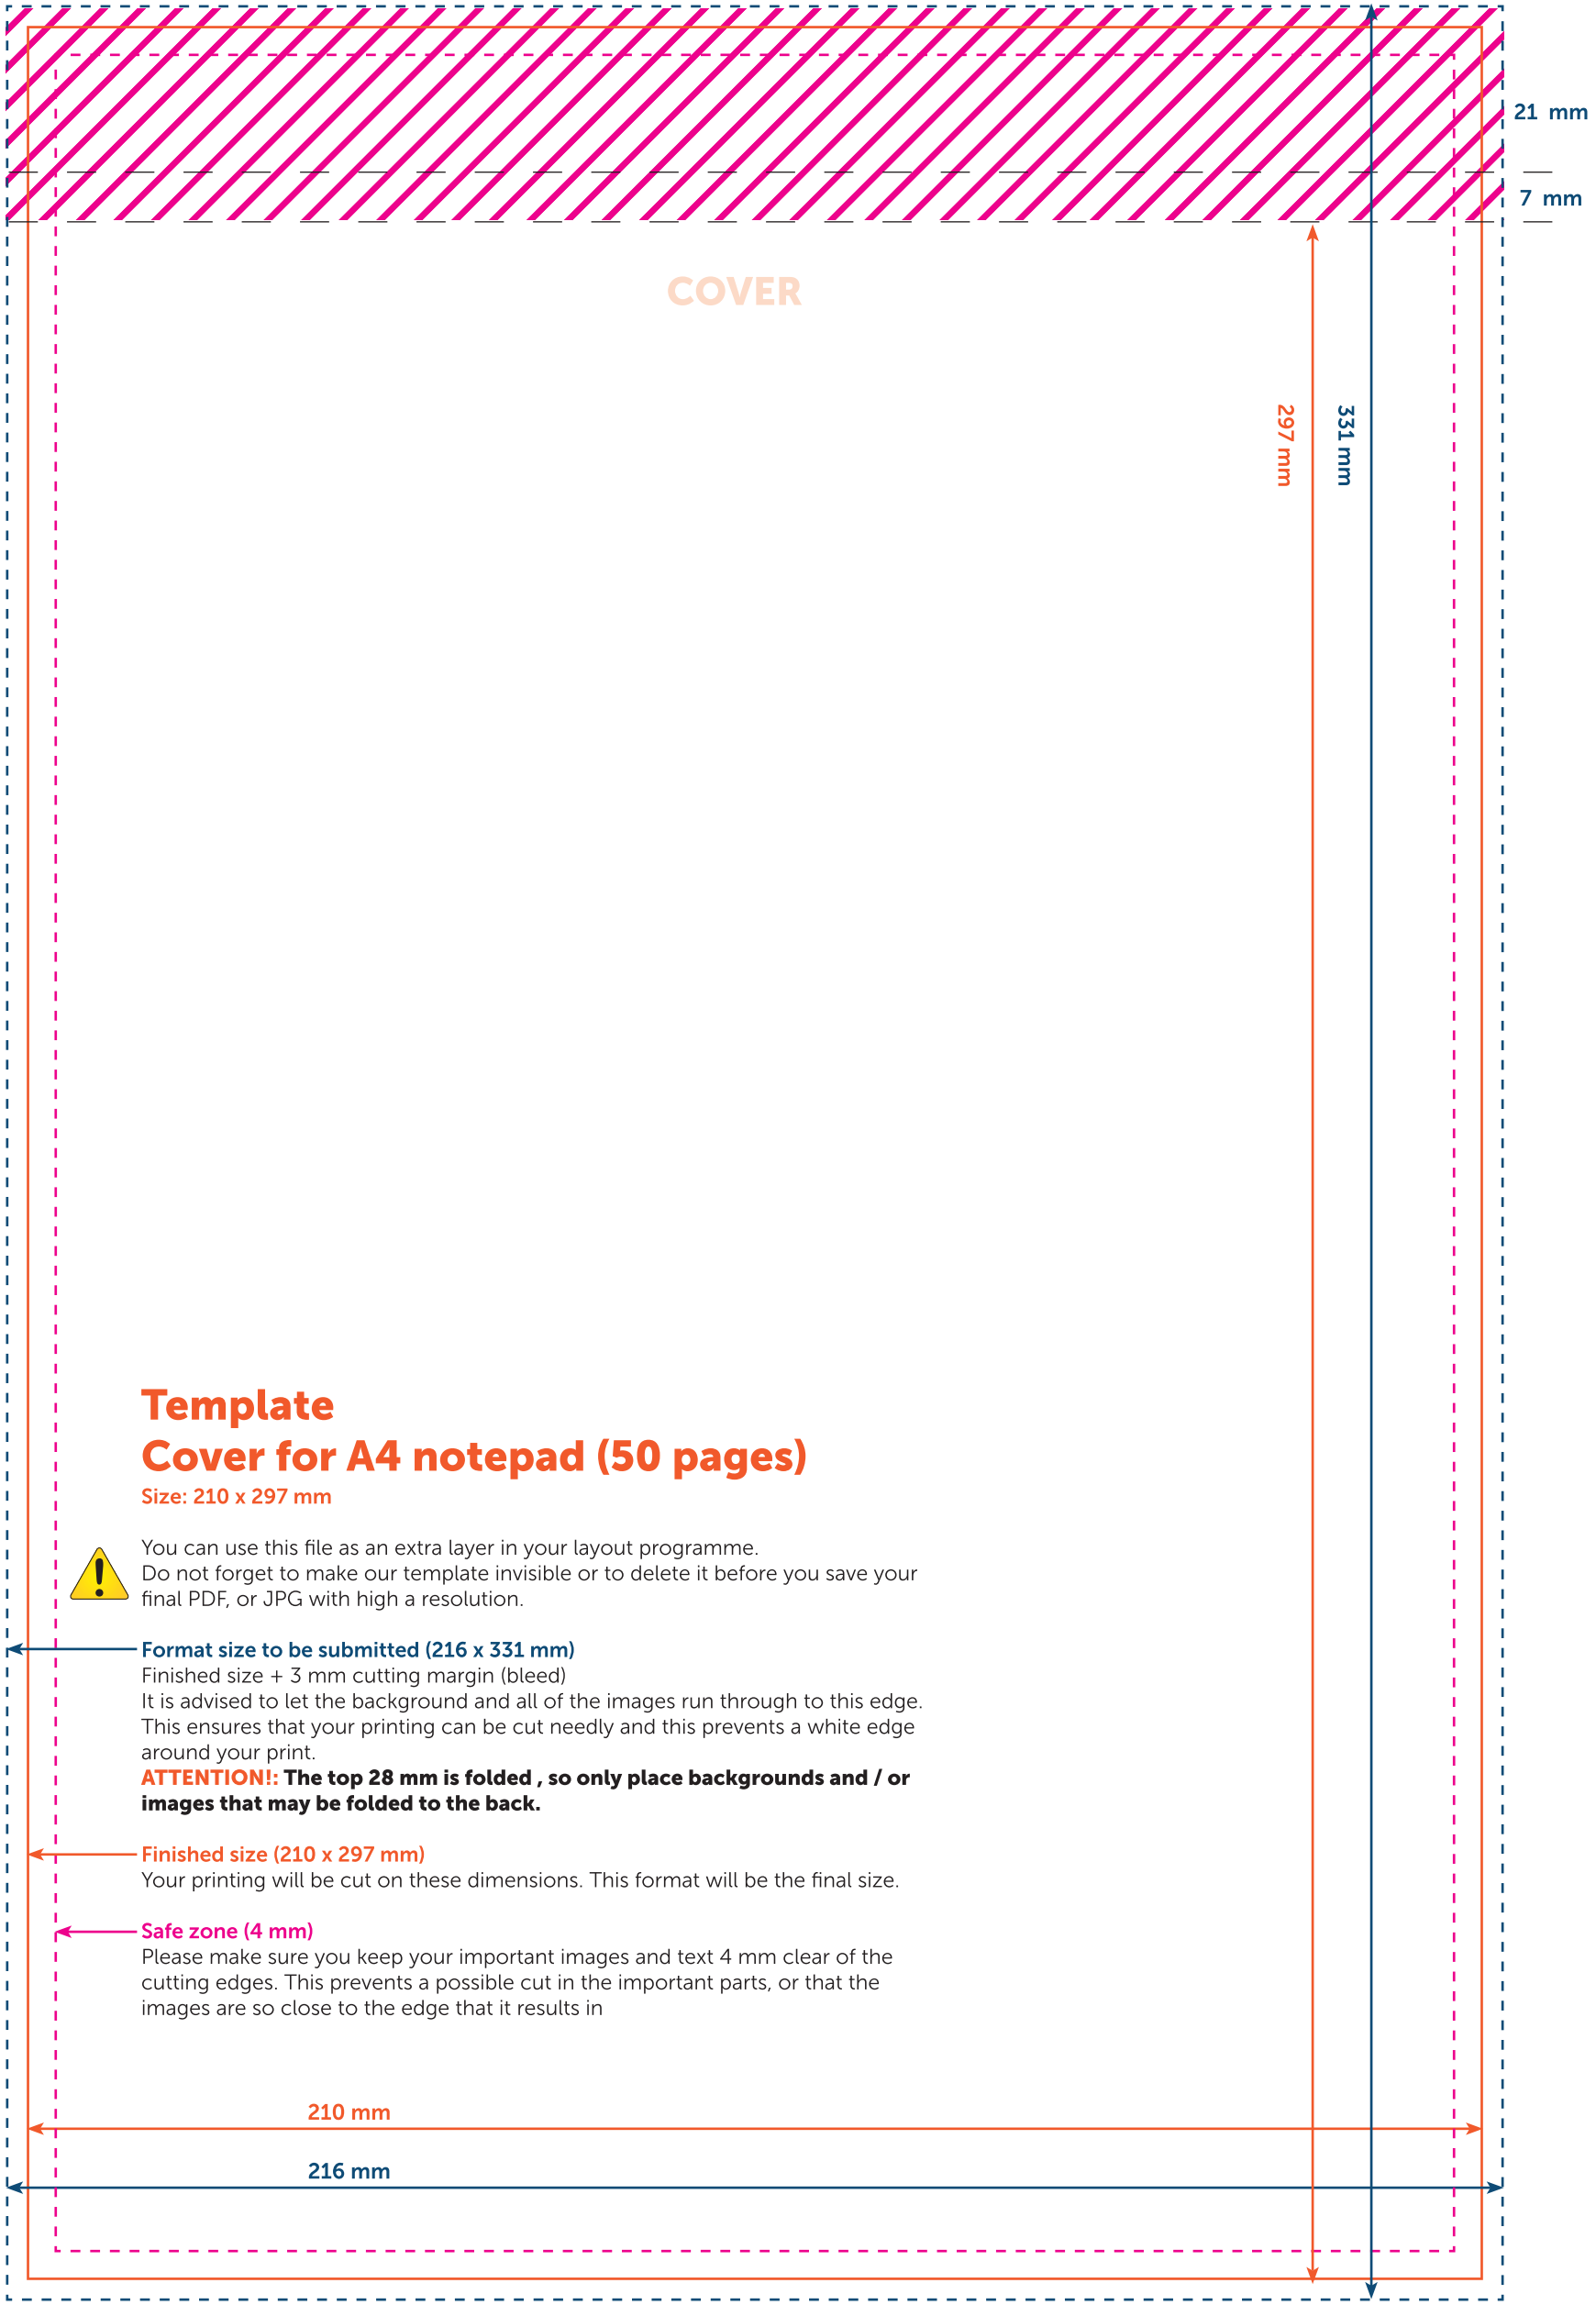 21 mm
7 mm
COVER
297 mm
331 mm
Template
Cover for A4 notepad (50 pages)
Size: 210 x 297 mm
You can use this file as an extra layer in your layout programme.
Do not forget to make our template invisible or to delete it before you save your
final PDF, or JPG with high a resolution.
Format size to be submitted (216 x 331 mm)
Finished size + 3 mm cutting margin (bleed)
It is advised to let the background and all of the images run through to this edge.
This ensures that your printing can be cut needly and this prevents a white edge
around your print.
ATTENTION!: The top 28 mm is folded , so only place backgrounds and / or
images that may be folded to the back.
Finished size (210 x 297 mm)
Your printing will be cut on these dimensions. This format will be the final size.
Safe zone (4 mm)
Please make sure you keep your important images and text 4 mm clear of the
cutting edges. This prevents a possible cut in the important parts, or that the
images are so close to the edge that it results in
210 mm
216 mm